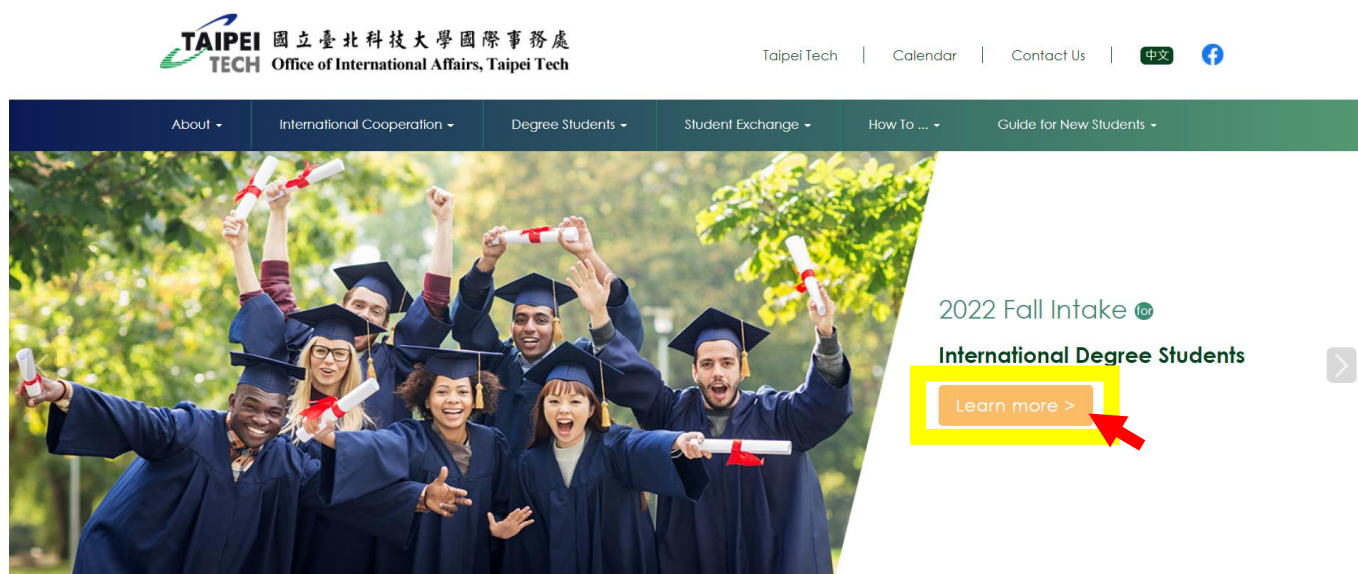 TAIPEI TECH
國立臺北科技大學國際事務處
Office of International Affairs, Taipei Tech
Taipei Tech | Calendar | Contact Us | 中文
About International Cooperation Degree Students Student Exchange How To ... Guide for New Students
2022 Fall Intake for
International Degree Students
Learn more >